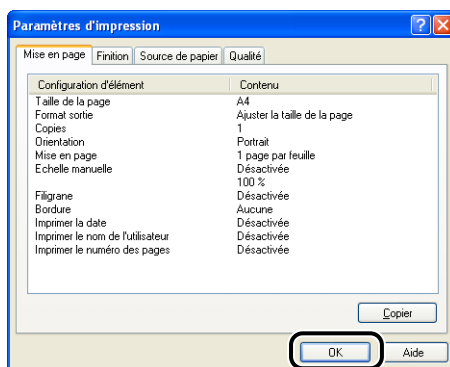 Paramètres d'impression
Mise en page Finition Source de papier Qualité
Configuration d'élément Contenu
Taille de la page A4
Format sortie Ajuster la taille de la page
Copies 1
Orientation Portrait
Mise en page 1 page par feuille
Echelle manuelle Désactivée
100 %
Filigrane Désactivée
Bordure Aucune
Imprimer la date Désactivée
Imprimer le nom de l'utilisateur Désactivée
Imprimer le numéro des pages Désactivée
Copier
OK Aide